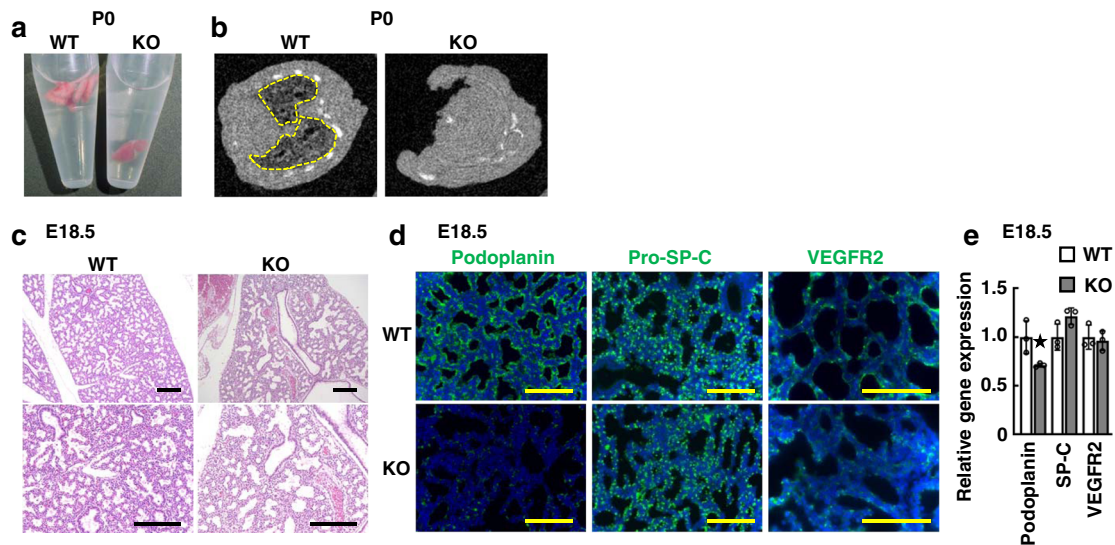 a
P0
WT
KO
b
P0
WT
KO
c
E18.5
WT
KO
d
E18.5
Podoplanin
Pro-SP-C
VEGFR2
WT
KO
e
E18.5
WT
KO
Relative gene expression
1.5
1.0
0.5
0
Podoplanin
SP-C
VEGFR2